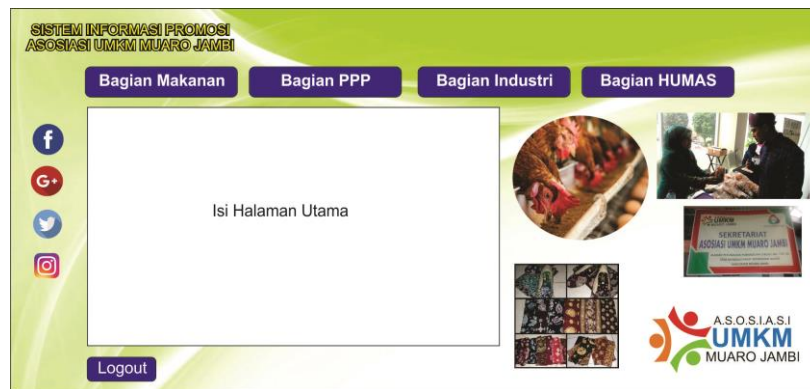 SISTEM INFORMASI PROMOSI
ASOSIASI UMKM MUARO JAMBI
Bagian Makanan
Bagian PPP
Bagian Industri
Bagian HUMAS
f
G+
Isi Halaman Utama
UMKM
SEKRETARIAT
ASOSIASI UMKM MUARO JAMBI
A.S.O.S.I.A.S.I
UMKM
MUARO JAMBI
Logout